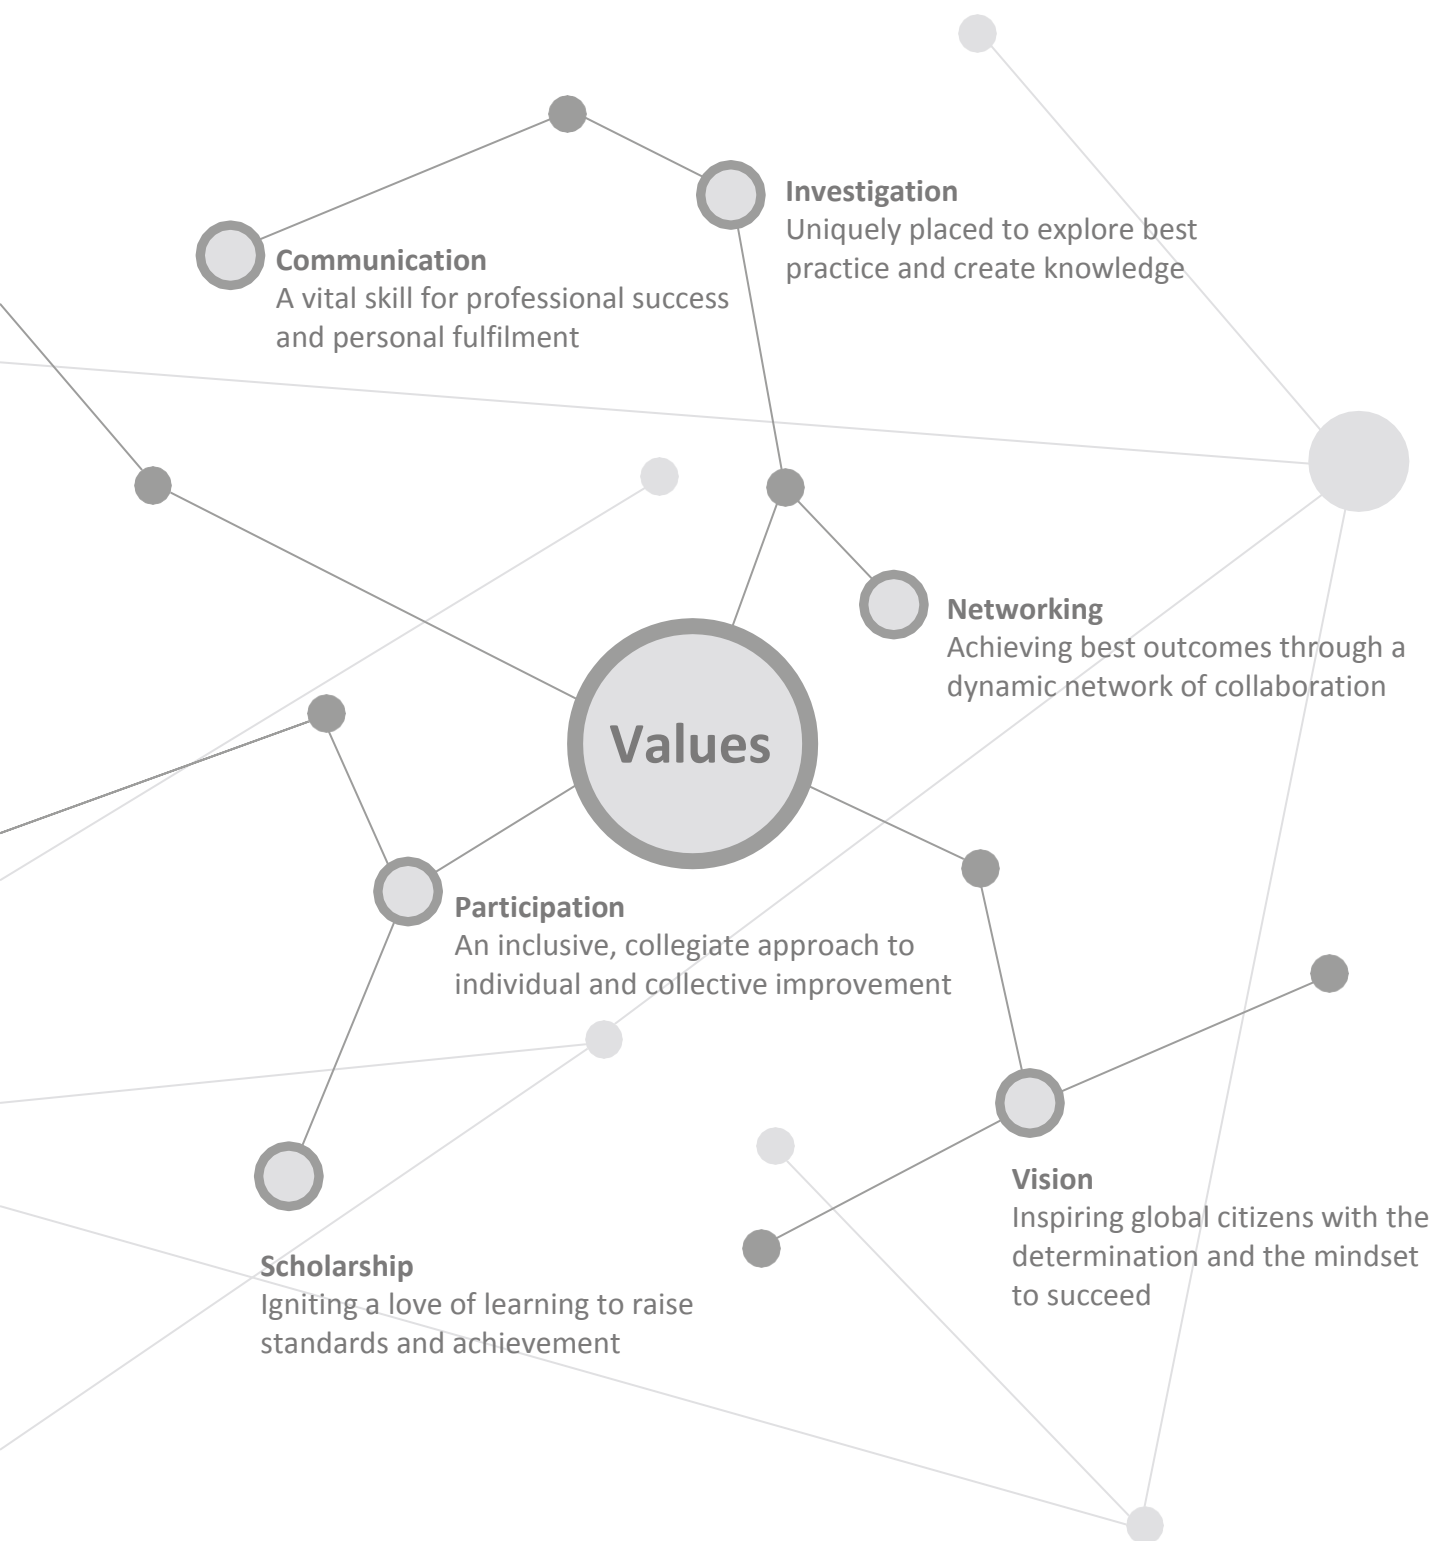 Investigation
Uniquely placed to explore best
practice and create knowledge
Communication
A vital skill for professional success
and personal fulfilment
Networking
Achieving best outcomes through a
dynamic network of collaboration
Values
Participation
An inclusive, collegiate approach to
individual and collective improvement
Vision
Inspiring global citizens with the
determination and the mindset
to succeed
Scholarship
Igniting a love of learning to raise
standards and achievement